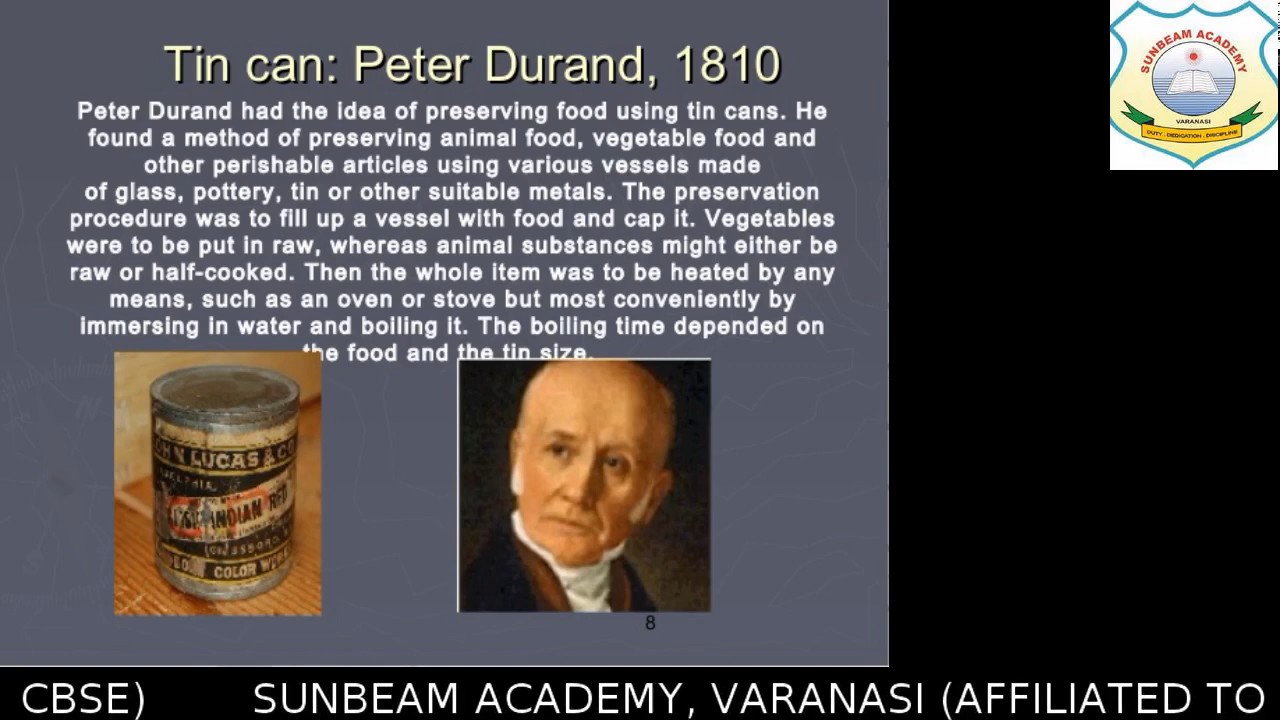 Tin can: Peter Durand, 1810
Peter Durand had the idea of preserving food using tin cans. He
found a method of preserving animal food, vegetable food and
other perishable articles using various vessels made
of glass, pottery, tin or other suitable metals. The preservation
procedure was to fill up a vessel with food and cap it. Vegetables
were to be put in raw, whereas animal substances might either be
raw or half-cooked. Then the whole item was to be heated by any
means, such as an oven or stove but most conveniently by
immersing in water and boiling it. The boiling time depended on
the food and the tin size.
LUCAS & CO
INDIAN RED
COLOR
8
SUNBEAM ACADEMY
VARANASI
DUTY - DEDICATION - DISCIPLINE
CBSE) SUNBEAM ACADEMY, VARANASI (AFFILIATED TO